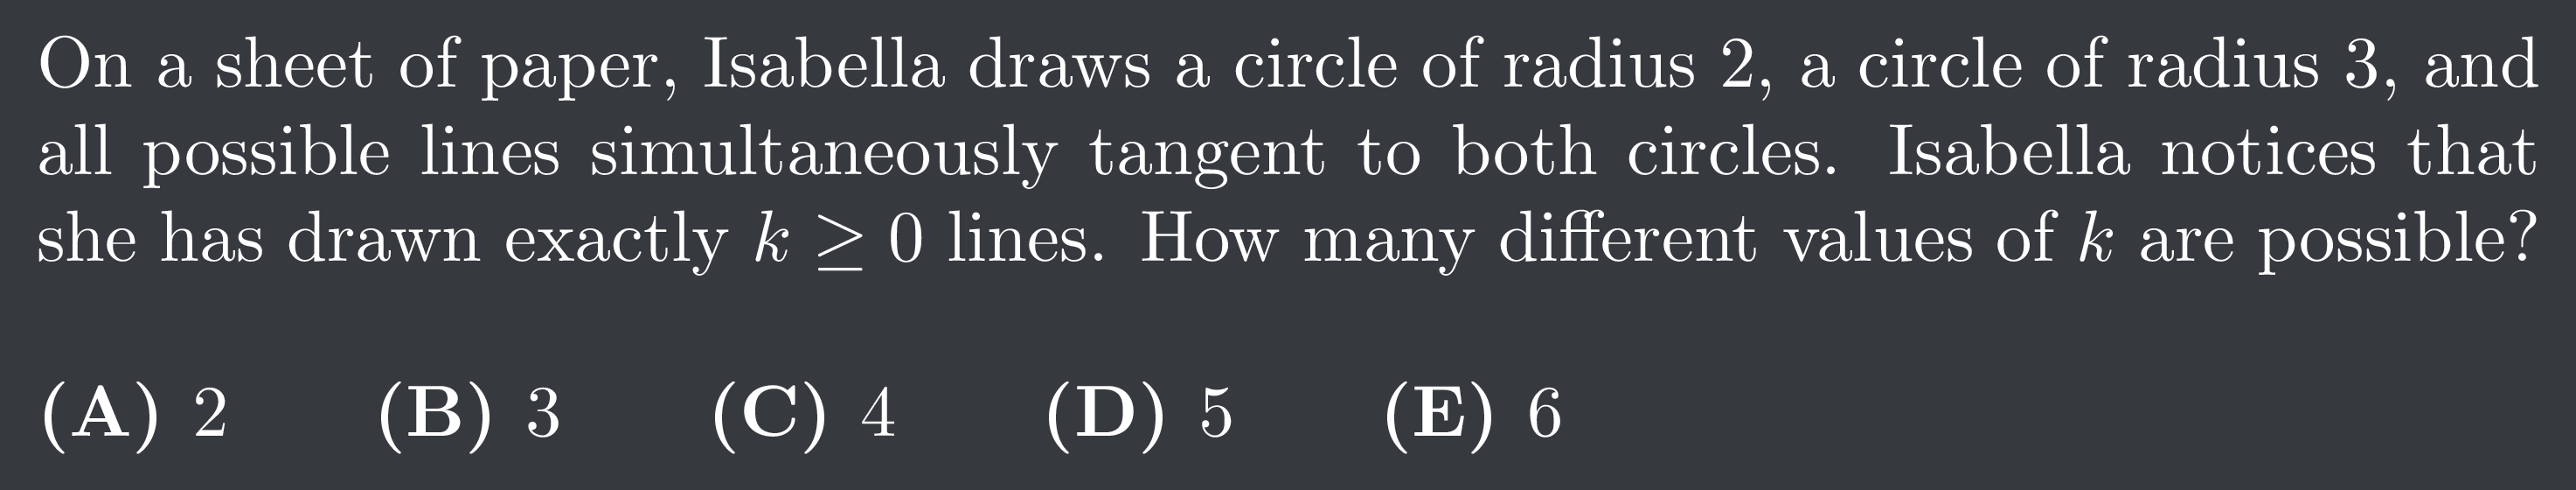 On a sheet of paper, Isabella draws a circle of radius 2, a circle of radius 3, and
all possible lines simultaneously tangent to both circles. Isabella notices that
she has drawn exactly k ≥ 0 lines. How many different values of k are possible?
(A) 2 (B) 3 (C) 4 (D) 5 (E) 6